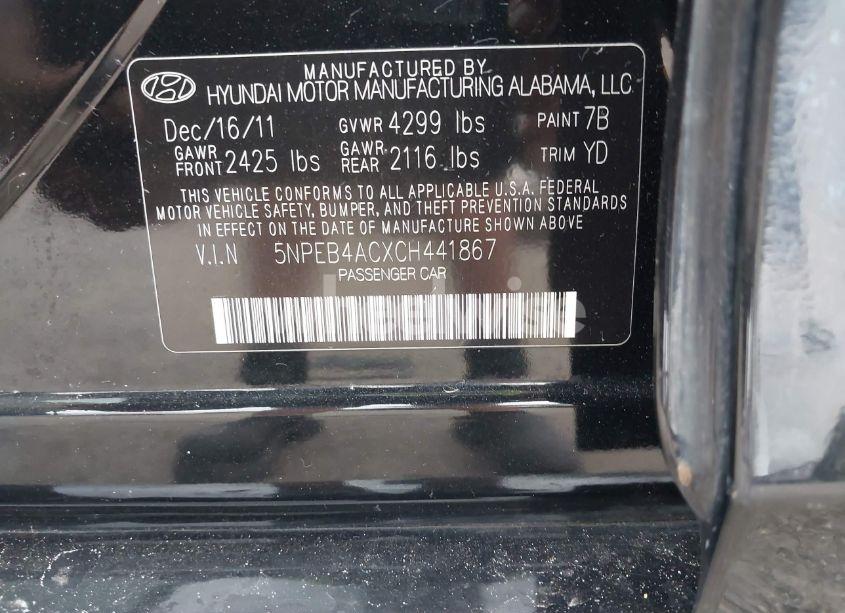 MANUFACTURED BY
HYUNDAI MOTOR MANUFACTURING ALABAMA, LLC
Dec/16/11 GVWR 4299 lbs PAINT 7B
GAWR FRONT 2425 lbs GAWR REAR 2116 lbs TRIM YD
THIS VEHICLE CONFORMS TO ALL APPLICABLE U.S.A. FEDERAL
MOTOR VEHICLE SAFETY, BUMPER, AND THEFT PREVENTION STANDARDS
IN EFFECT ON THE DATE OF MANUFACTURE SHOWN ABOVE
V.I.N 5NPEB4ACXCH441867
PASSENGER CAR